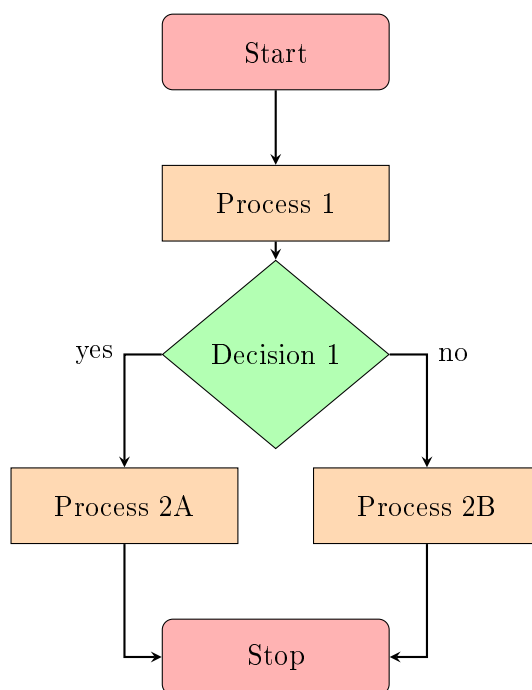 Start
Process 1
Decision 1
yes
no
Process 2A
Process 2B
Stop